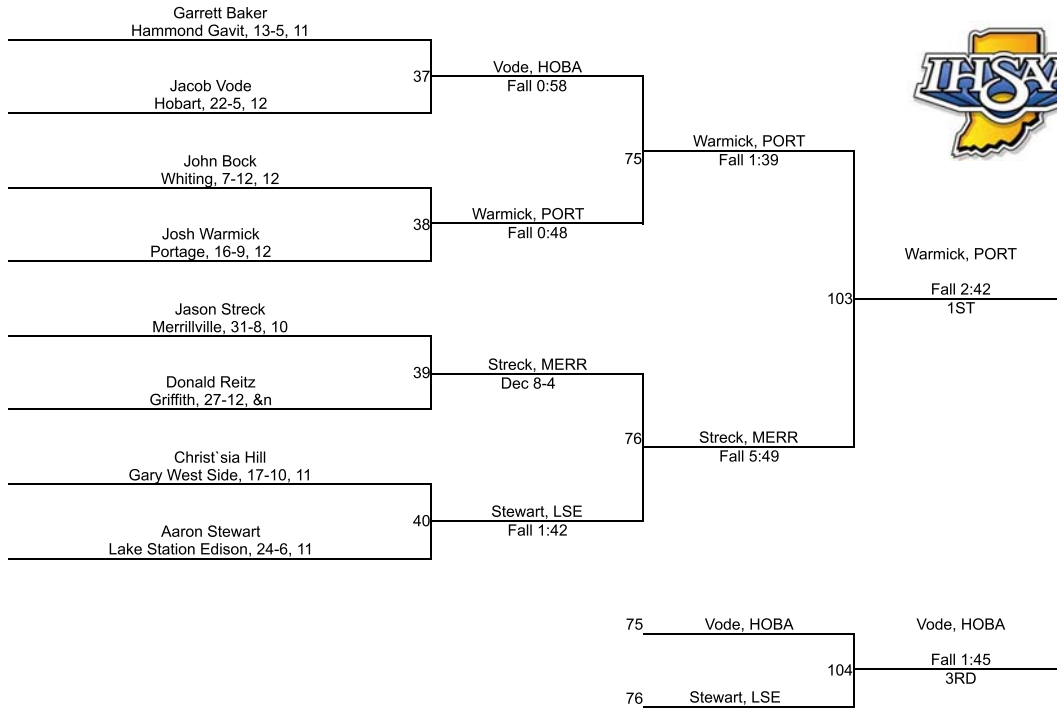 Garrett Baker
Hammond Gavit, 13-5, 11
37
Jacob Vode
Hobart, 22-5, 12
Vode, HOBA
Fall 0:58
John Bock
Whiting, 7-12, 12
38
Josh Warmick
Portage, 16-9, 12
Warmick, PORT
Fall 0:48
75
Warmick, PORT
Fall 1:39
Jason Streck
Merrillville, 31-8, 10
39
Donald Reitz
Griffith, 27-12, &n
Streck, MERR
Dec 8-4
Christ`sia Hill
Gary West Side, 17-10, 11
40
Aaron Stewart
Lake Station Edison, 24-6, 11
Stewart, LSE
Fall 1:42
76
Streck, MERR
Fall 5:49
103
Warmick, PORT
Fall 2:42
1ST
IHSAA
75
Vode, HOBA
76
Stewart, LSE
104
Vode, HOBA
Fall 1:45
3RD